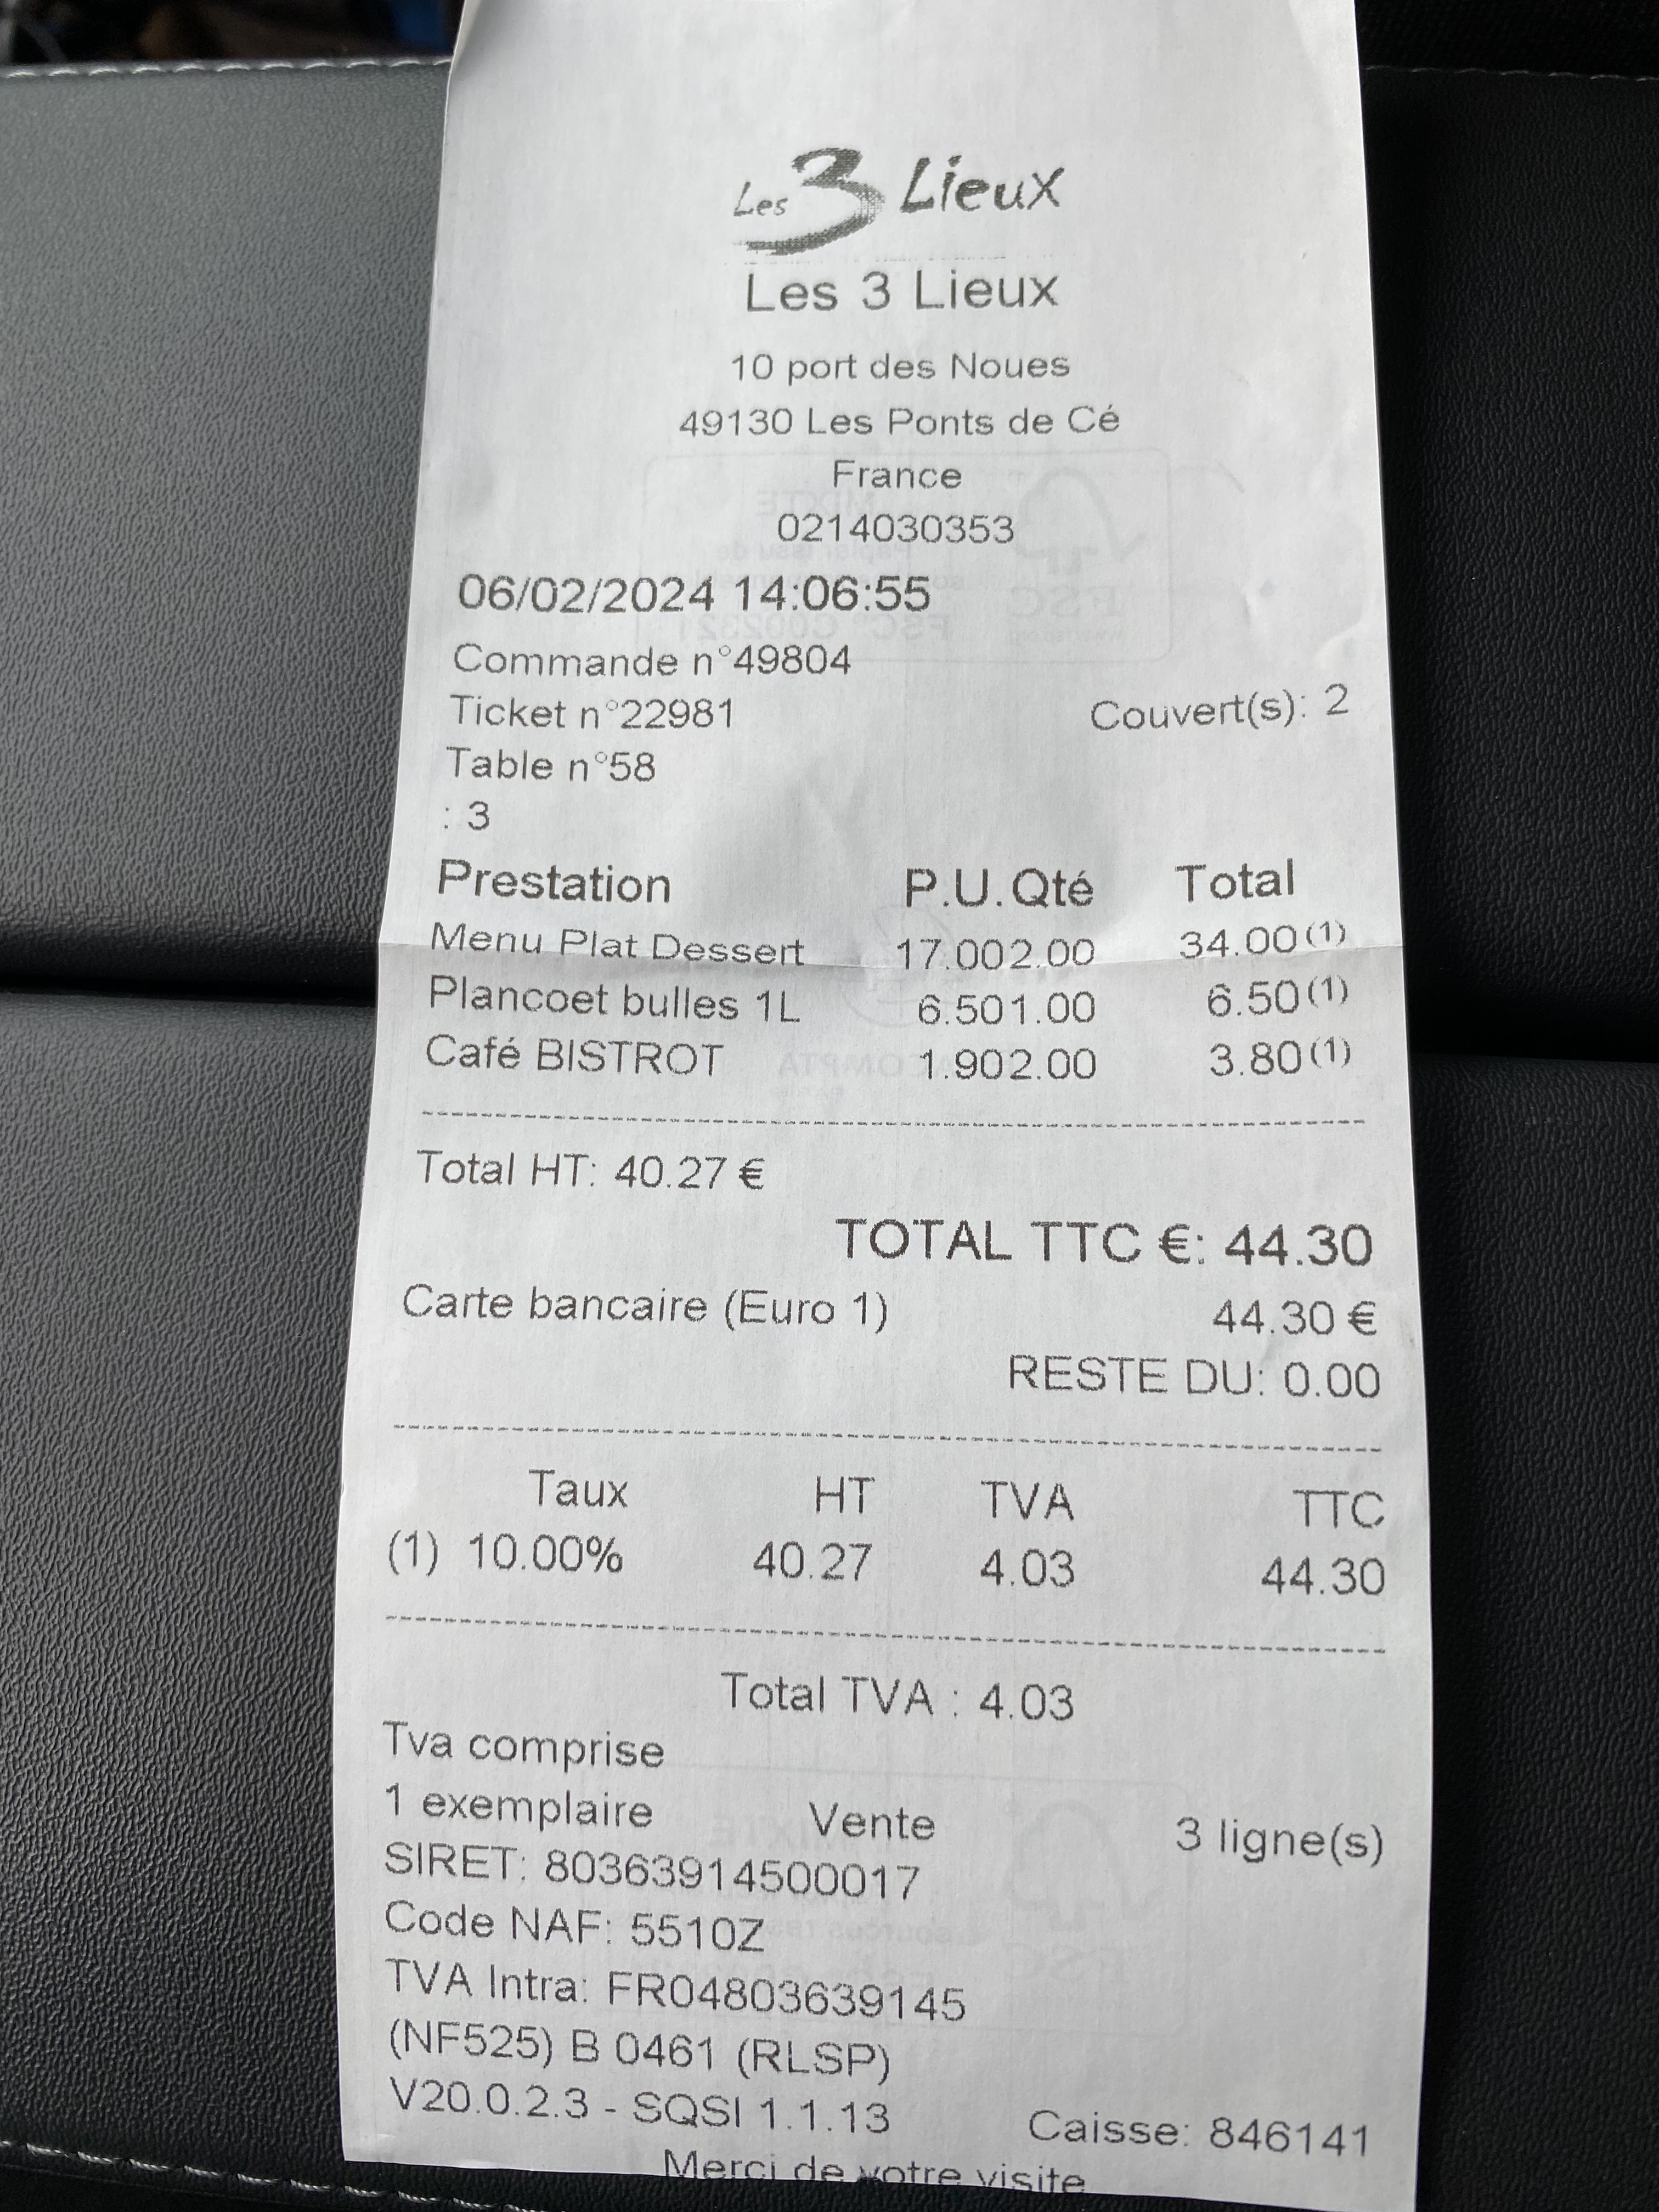 Les 3 Lieux
Les 3 Lieux
10 port des Noues
49130 Les Ponts de Cé
France
0214030353
06/02/2024 14:06:55
Commande n°49804
Ticket n°22981 Couvert(s): 2
Table n°58
: 3
Prestation P.U.Qté Total
Menu Plat Dessert 17.002.00 34.00(1)
Plancoet bulles 1L 6.501.00 6.50(1)
Café BISTROT 1.902.00 3.80(1)
Total HT: 40.27 €
TOTAL TTC €: 44.30
Carte bancaire (Euro 1) 44.30 €
RESTE DU: 0.00
Taux HT TVA TTC
(1) 10.00% 40.27 4.03 44.30
Total TVA : 4.03
Tva comprise
1 exemplaire Vente 3 ligne(s)
SIRET: 80363914500017
Code NAF: 5510Z
TVA Intra: FR04803639145
(NF525) B 0461 (RLSP)
V20.0.2.3 - SQSI 1.1.13 Caisse: 846141
Merci de votre visite